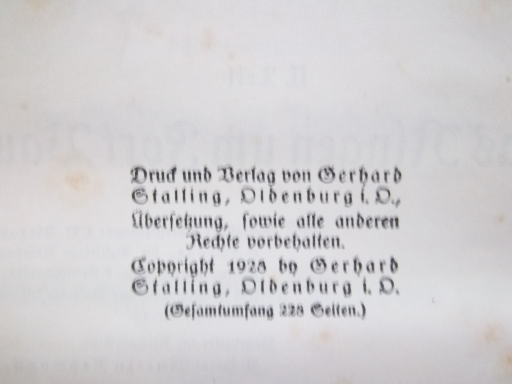 Druck und Verlag von Gerhard
Stalling, Oldenburg i. O.,
Übersetzung, sowie alle anderen
Rechte vorbehalten.
Copyright 1928 by Gerhard
Stalling, Oldenburg i. O.
(Gesamtumfang 228 Seiten.)